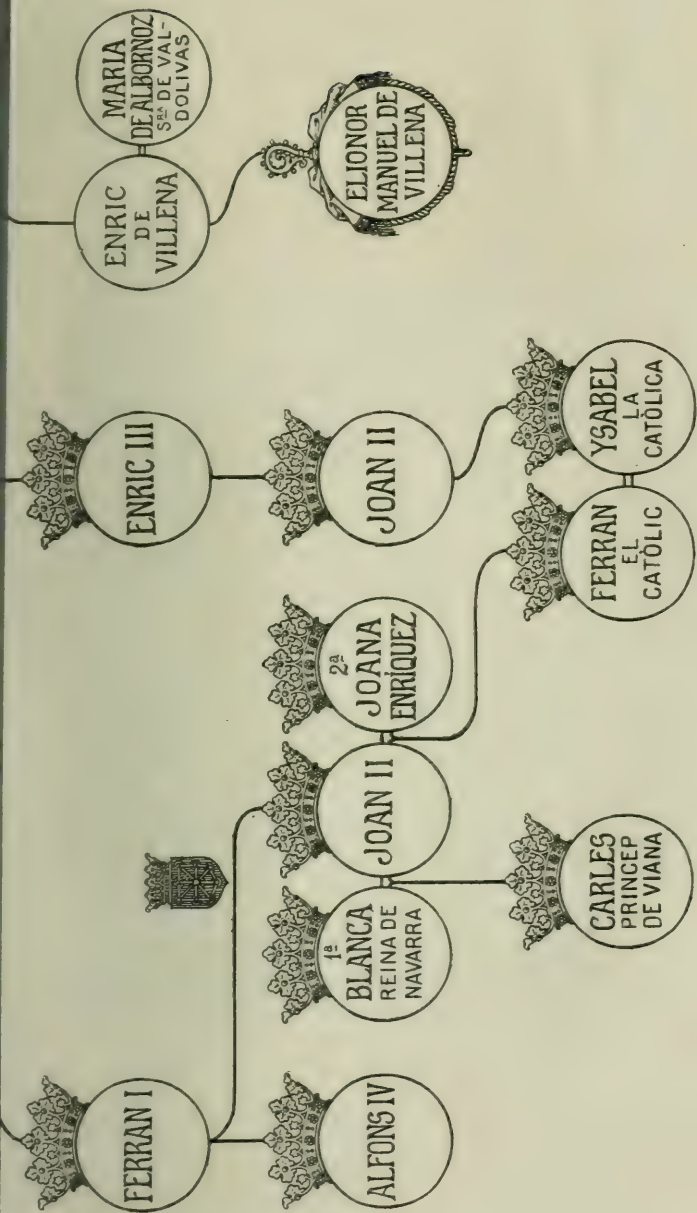 FERRAN I
ENRIC III
ENRIC
DE
VILLENA
MARIA
DE ALBORNOZ
SRA DE VAL-
DOLIVAS
ALFONS IV
1ª
BLANCA
REINA DE
NAVARRA
JOAN II
2ª
JOANA
ENRÍQUEZ
JOAN II
ELIONOR
MANUEL DE
VILLENA
CARLES
PRINCEP
DE VIANA
FERRAN
EL
CATÒLIC
YSABEL
LA
CATÒLICA